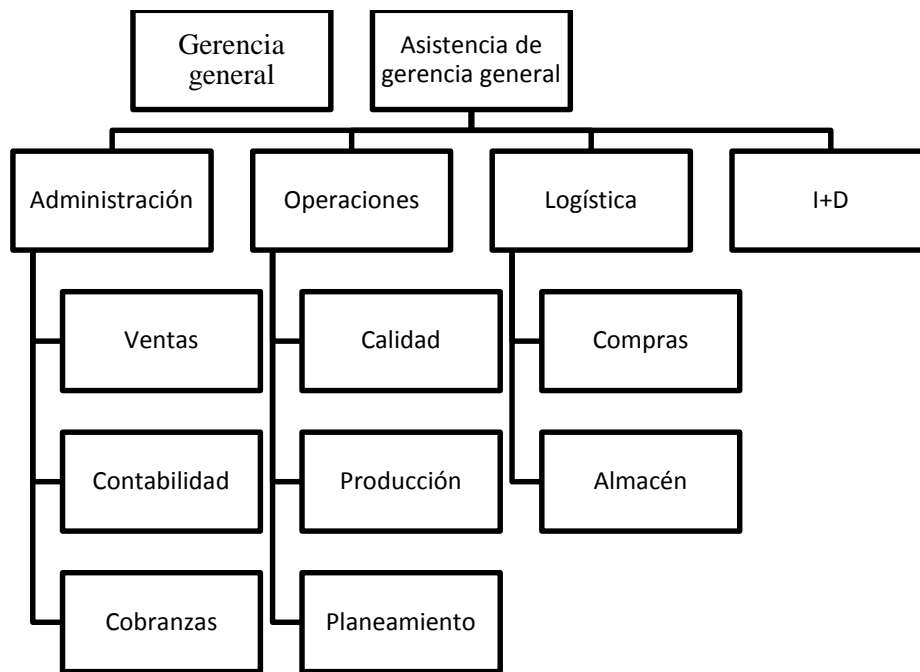 Gerencia
general
Asistencia de
gerencia general
Administración
Operaciones
Logística
I+D
Ventas
Calidad
Compras
Contabilidad
Producción
Almacén
Cobranzas
Planeamiento